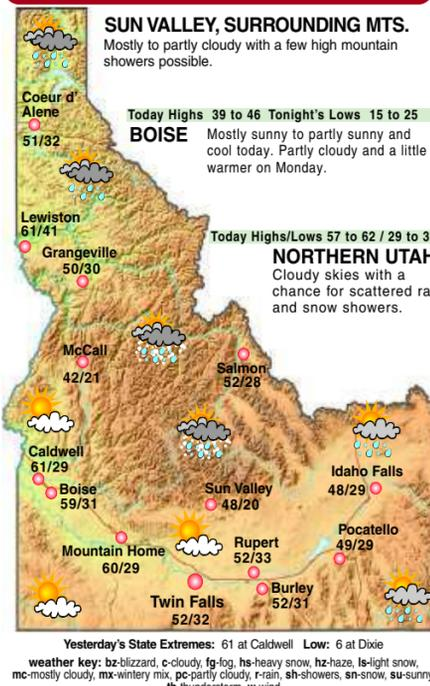 SUN VALLEY, SURROUNDING MTS.
Mostly to partly cloudy with a few high mountain
showers possible.
Today Highs 39 to 46 Tonight's Lows 15 to 25
BOISE
Mostly sunny to partly sunny and
cool today. Partly cloudy and a little
warmer on Monday.
Today Highs/Lows 57 to 62 / 29 to 3
NORTHERN UTAH
Cloudy skies with a
chance for scattered ra
and snow showers.
Coeur d'
Alene
51/32
Lewiston
61/41
Grangeville
50/30
McCall
42/21
Salmon
52/28
Caldwell
61/29
Boise
59/31
Sun Valley
48/20
Idaho Falls
48/29
Mountain Home
60/29
Rupert
52/33
Pocatello
49/29
Twin Falls
52/32
Burley
52/31
Yesterday's State Extremes: 61 at Caldwell Low: 6 at Dixie
weather key: bz-blizzard, c-cloudy, fg-fog, hs-heavy snow, hz-haze, ls-light snow,
mc-mostly cloudy, mx-wintery mix, pc-partly cloudy, r-rain, sh-showers, sn-snow, su-sunny